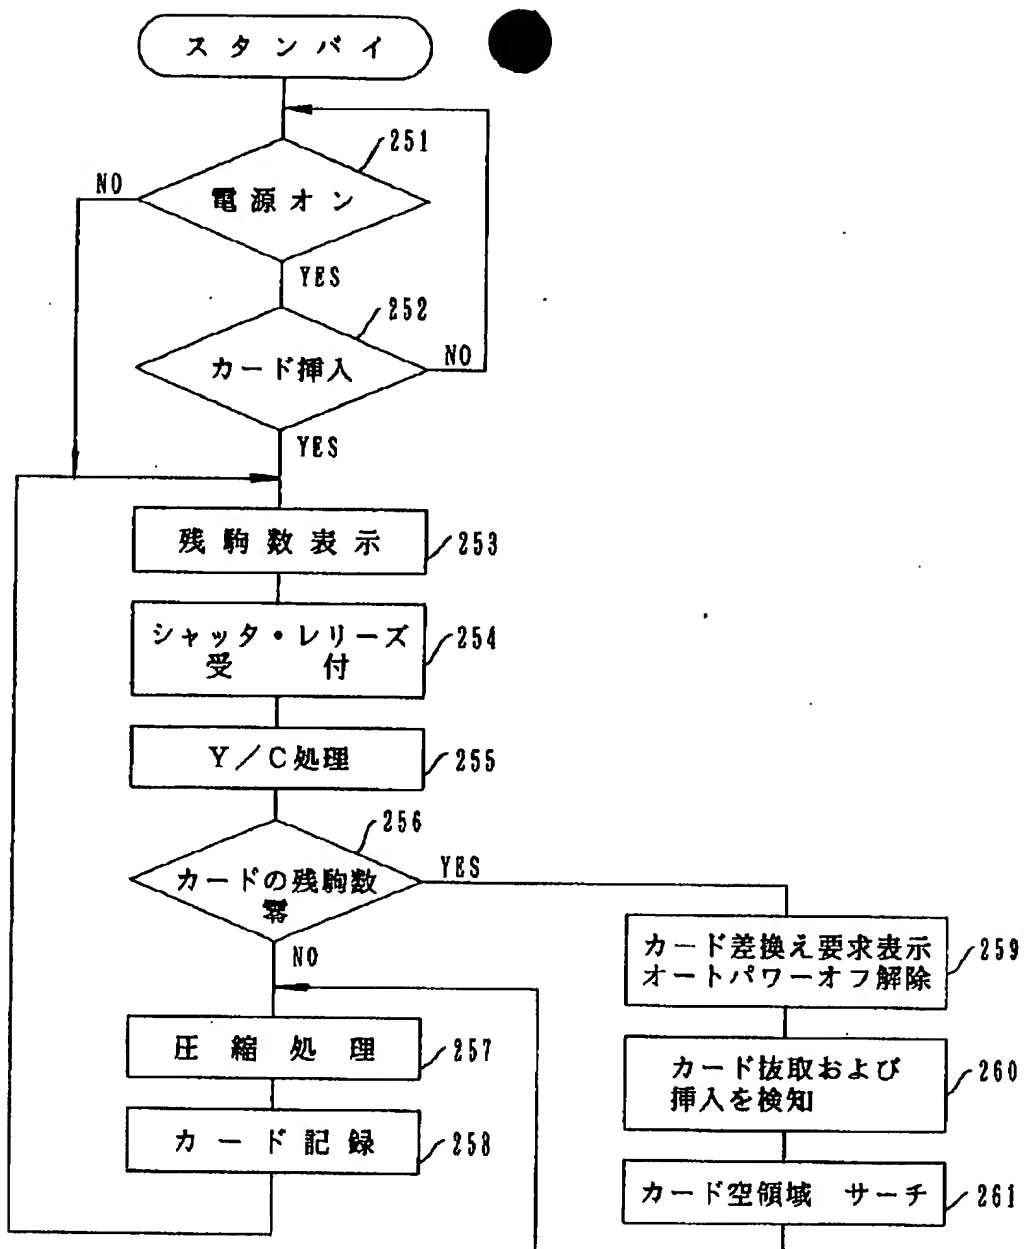 スタンバイ
251
NO
電源オン
YES
252
カード挿入
NO
YES
残駒数表示
253
シャッタ・レリーズ
受付
254
Y/C処理
255
256
カードの残駒数
零
YES
NO
カード差換え要求表示
オートパワーオフ解除
259
圧縮処理
257
カード抜取および
挿入を検知
260
カード記録
258
カード空領域 サーチ
261